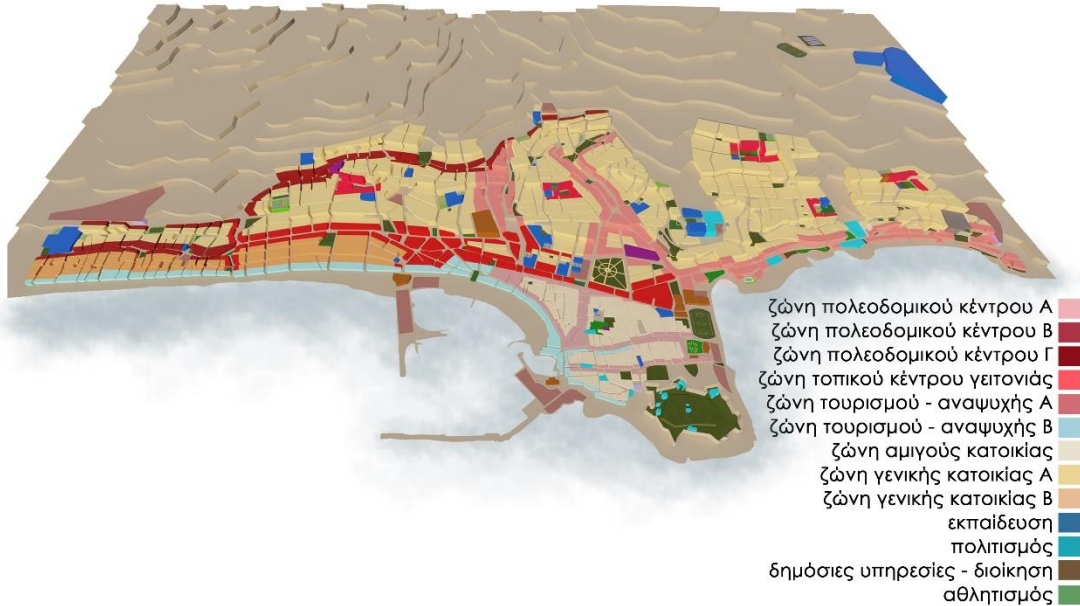 ζώνη πολεοδομικού κέντρου Α
ζώνη πολεοδομικού κέντρου Β
ζώνη πολεοδομικού κέντρου Γ
ζώνη τοπικού κέντρου γειτονιάς
ζώνη τουρισμού - αναψυχής Α
ζώνη τουρισμού - αναψυχής Β
ζώνη αμιγούς κατοικίας
ζώνη γενικής κατοικίας Α
ζώνη γενικής κατοικίας Β
εκπαίδευση
πολιτισμός
δημόσιες υπηρεσίες - διοίκηση
αθλητισμός